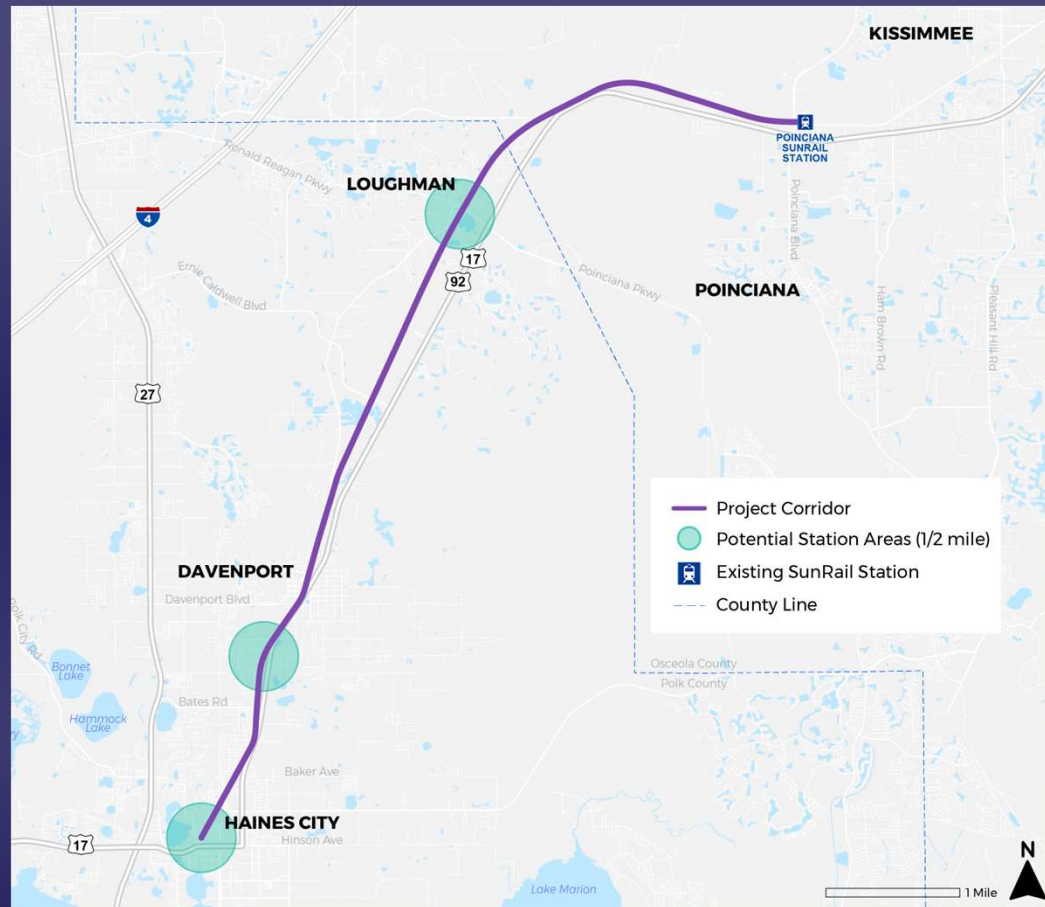 KISSIMMEE
POINCIANA
SUNRAIL
STATION
Ronald Reagan Pkwy
LOUGHMAN
4
17
92
Poinciana Blvd
Poinciana Pkwy
POINCIANA
Ernie Caldwell Blvd
Ham Brown Rd
Pleasant Hill Rd
27
Project Corridor
Potential Station Areas (1/2 mile)
Existing SunRail Station
County Line
DAVENPORT
Davenport Blvd
City Rd
Osceola County
Polk County
Bonnet
Lake
Bates Rd
Hammock
Lake
Baker Ave
HAINES CITY
Hinson Ave
17
N
Lake Marion
1 Mile